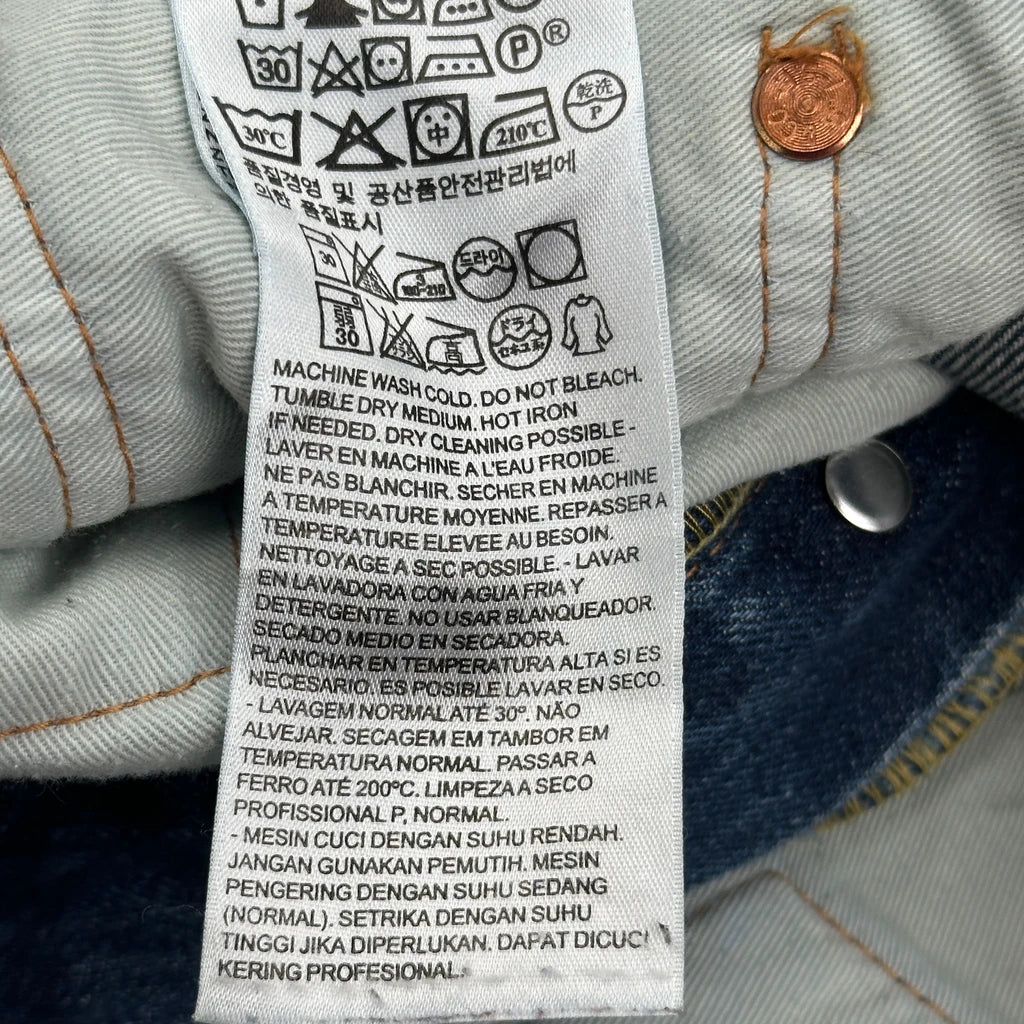 30
P®
30℃ 中 210℃ 乾洗 P
품질경영 및 공산품안전관리법에
의한 품질표시
드라이
弱 30 高 ドライ
MACHINE WASH COLD. DO NOT BLEACH.
TUMBLE DRY MEDIUM. HOT IRON
IF NEEDED. DRY CLEANING POSSIBLE -
LAVER EN MACHINE A L'EAU FROIDE.
NE PAS BLANCHIR. SECHER EN MACHINE
A TEMPERATURE MOYENNE. REPASSER A
TEMPERATURE ELEVEE AU BESOIN.
NETTOYAGE A SEC POSSIBLE. - LAVAR
EN LAVADORA CON AGUA FRIA Y
DETERGENTE. NO USAR BLANQUEADOR.
SECADO MEDIO EN SECADORA.
PLANCHAR EN TEMPERATURA ALTA SI ES
NECESARIO. ES POSIBLE LAVAR EN SECO.
- LAVAGEM NORMAL ATÉ 30º. NÃO
ALVEJAR. SECAGEM EM TAMBOR EM
TEMPERATURA NORMAL. PASSAR A
FERRO ATÉ 200ºC. LIMPEZA A SECO
PROFISSIONAL P, NORMAL.
- MESIN CUCI DENGAN SUHU RENDAH.
JANGAN GUNAKAN PEMUTIH. MESIN
PENGERING DENGAN SUHU SEDANG
(NORMAL). SETRIKA DENGAN SUHU
TINGGI JIKA DIPERLUKAN. DAPAT DICUCI
KERING PROFESIONAL.